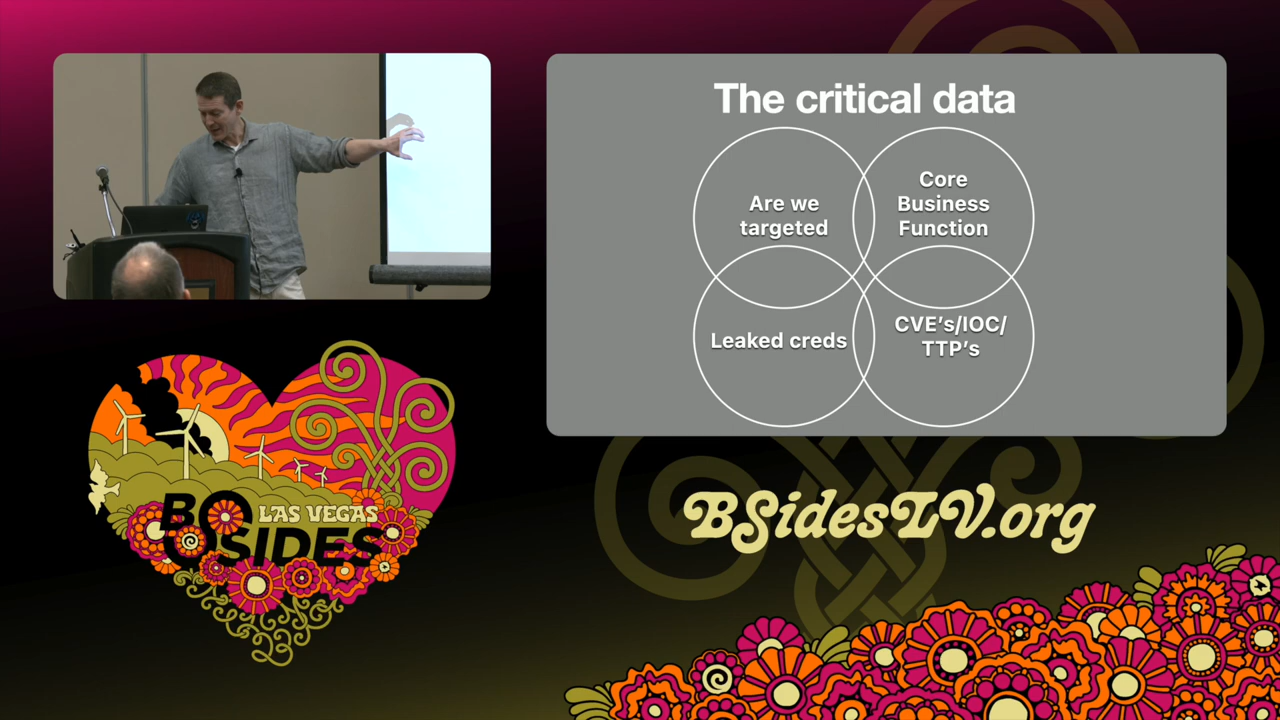 The critical data
Are we
targeted
Core
Business
Function
Leaked creds
CVE's/IOC/
TTP's
BSidesLV.org
LAS VEGAS
BSIDES